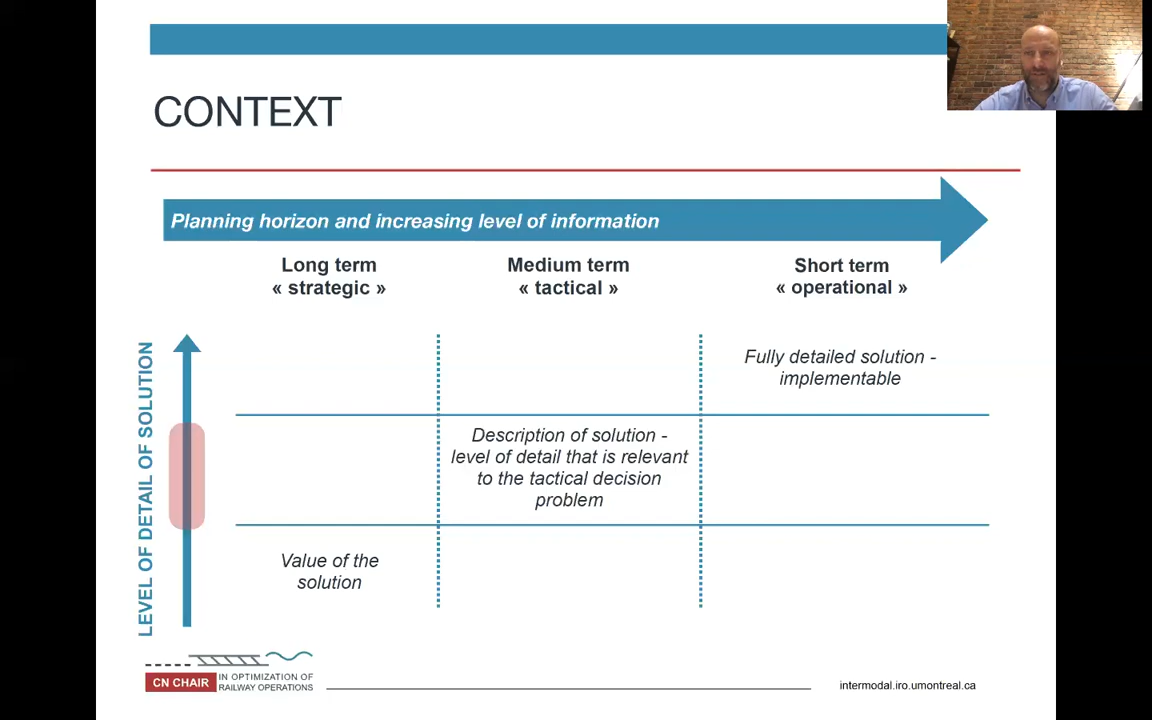 CONTEXT
Planning horizon and increasing level of information
Long term
« strategic »
Medium term
« tactical »
Short term
« operational »
LEVEL OF DETAIL OF SOLUTION
Fully detailed solution -
implementable
Description of solution -
level of detail that is relevant
to the tactical decision
problem
Value of the
solution
CN CHAIR
IN OPTIMIZATION OF
RAILWAY OPERATIONS
intermodal.iro.umontreal.ca